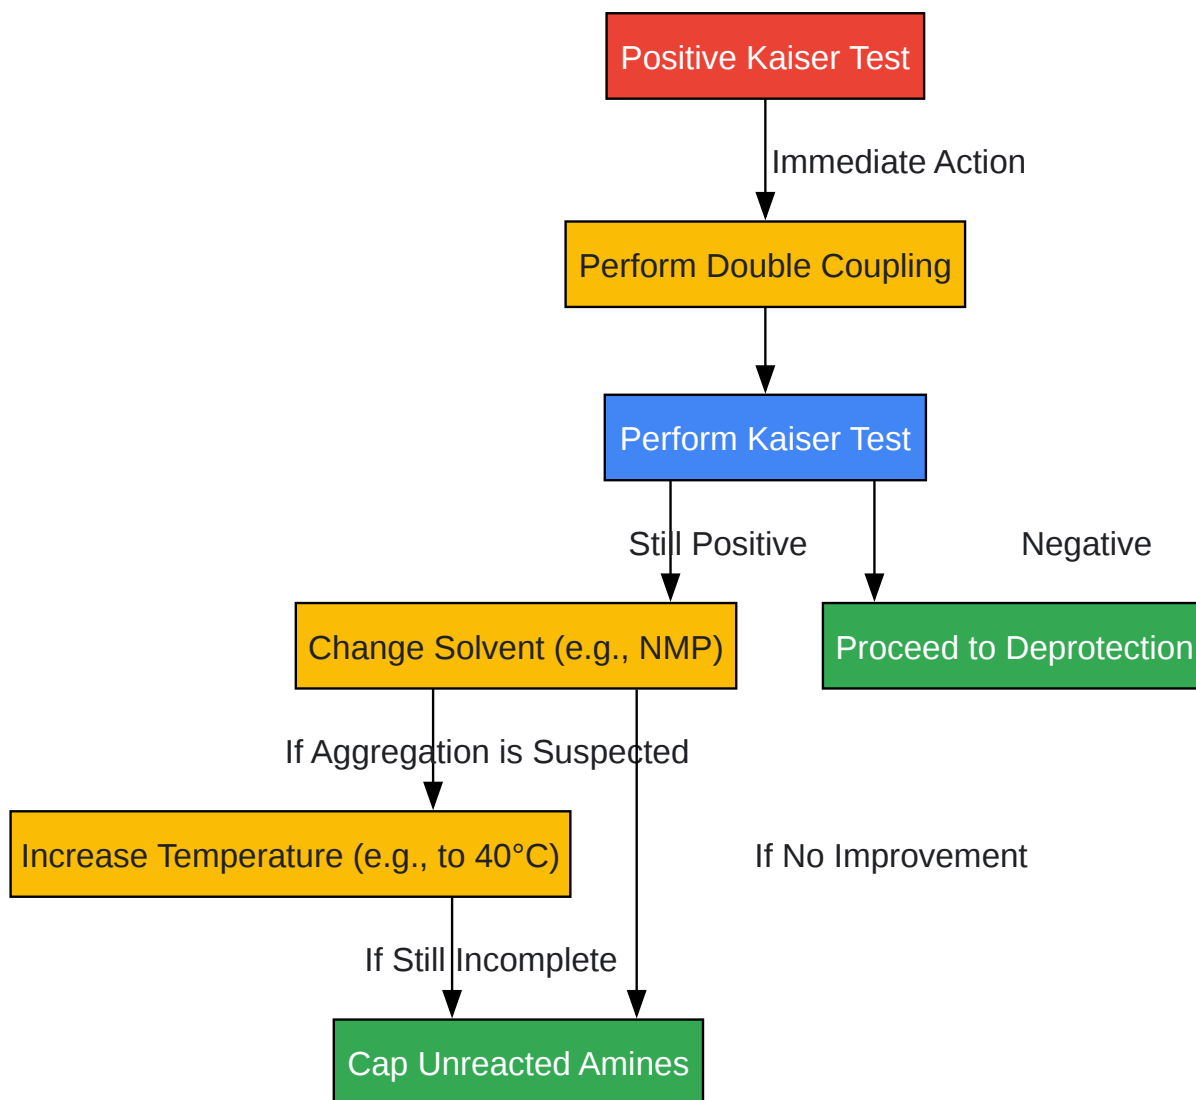 Positive Kaiser Test
Immediate Action
Perform Double Coupling
Perform Kaiser Test
Still Positive
Negative
Change Solvent (e.g., NMP)
Proceed to Deprotection
If Aggregation is Suspected
Increase Temperature (e.g., to 40°C)
If No Improvement
If Still Incomplete
Cap Unreacted Amines